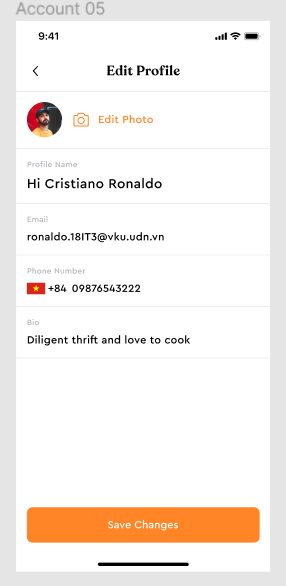 Account 05
9:41
Edit Profile
Edit Photo
Profile Name
Hi Cristiano Ronaldo
Email
ronaldo.18IT3@vku.udn.vn
Phone Number
+84 09876543222
Bio
Diligent thrift and love to cook
Save Changes